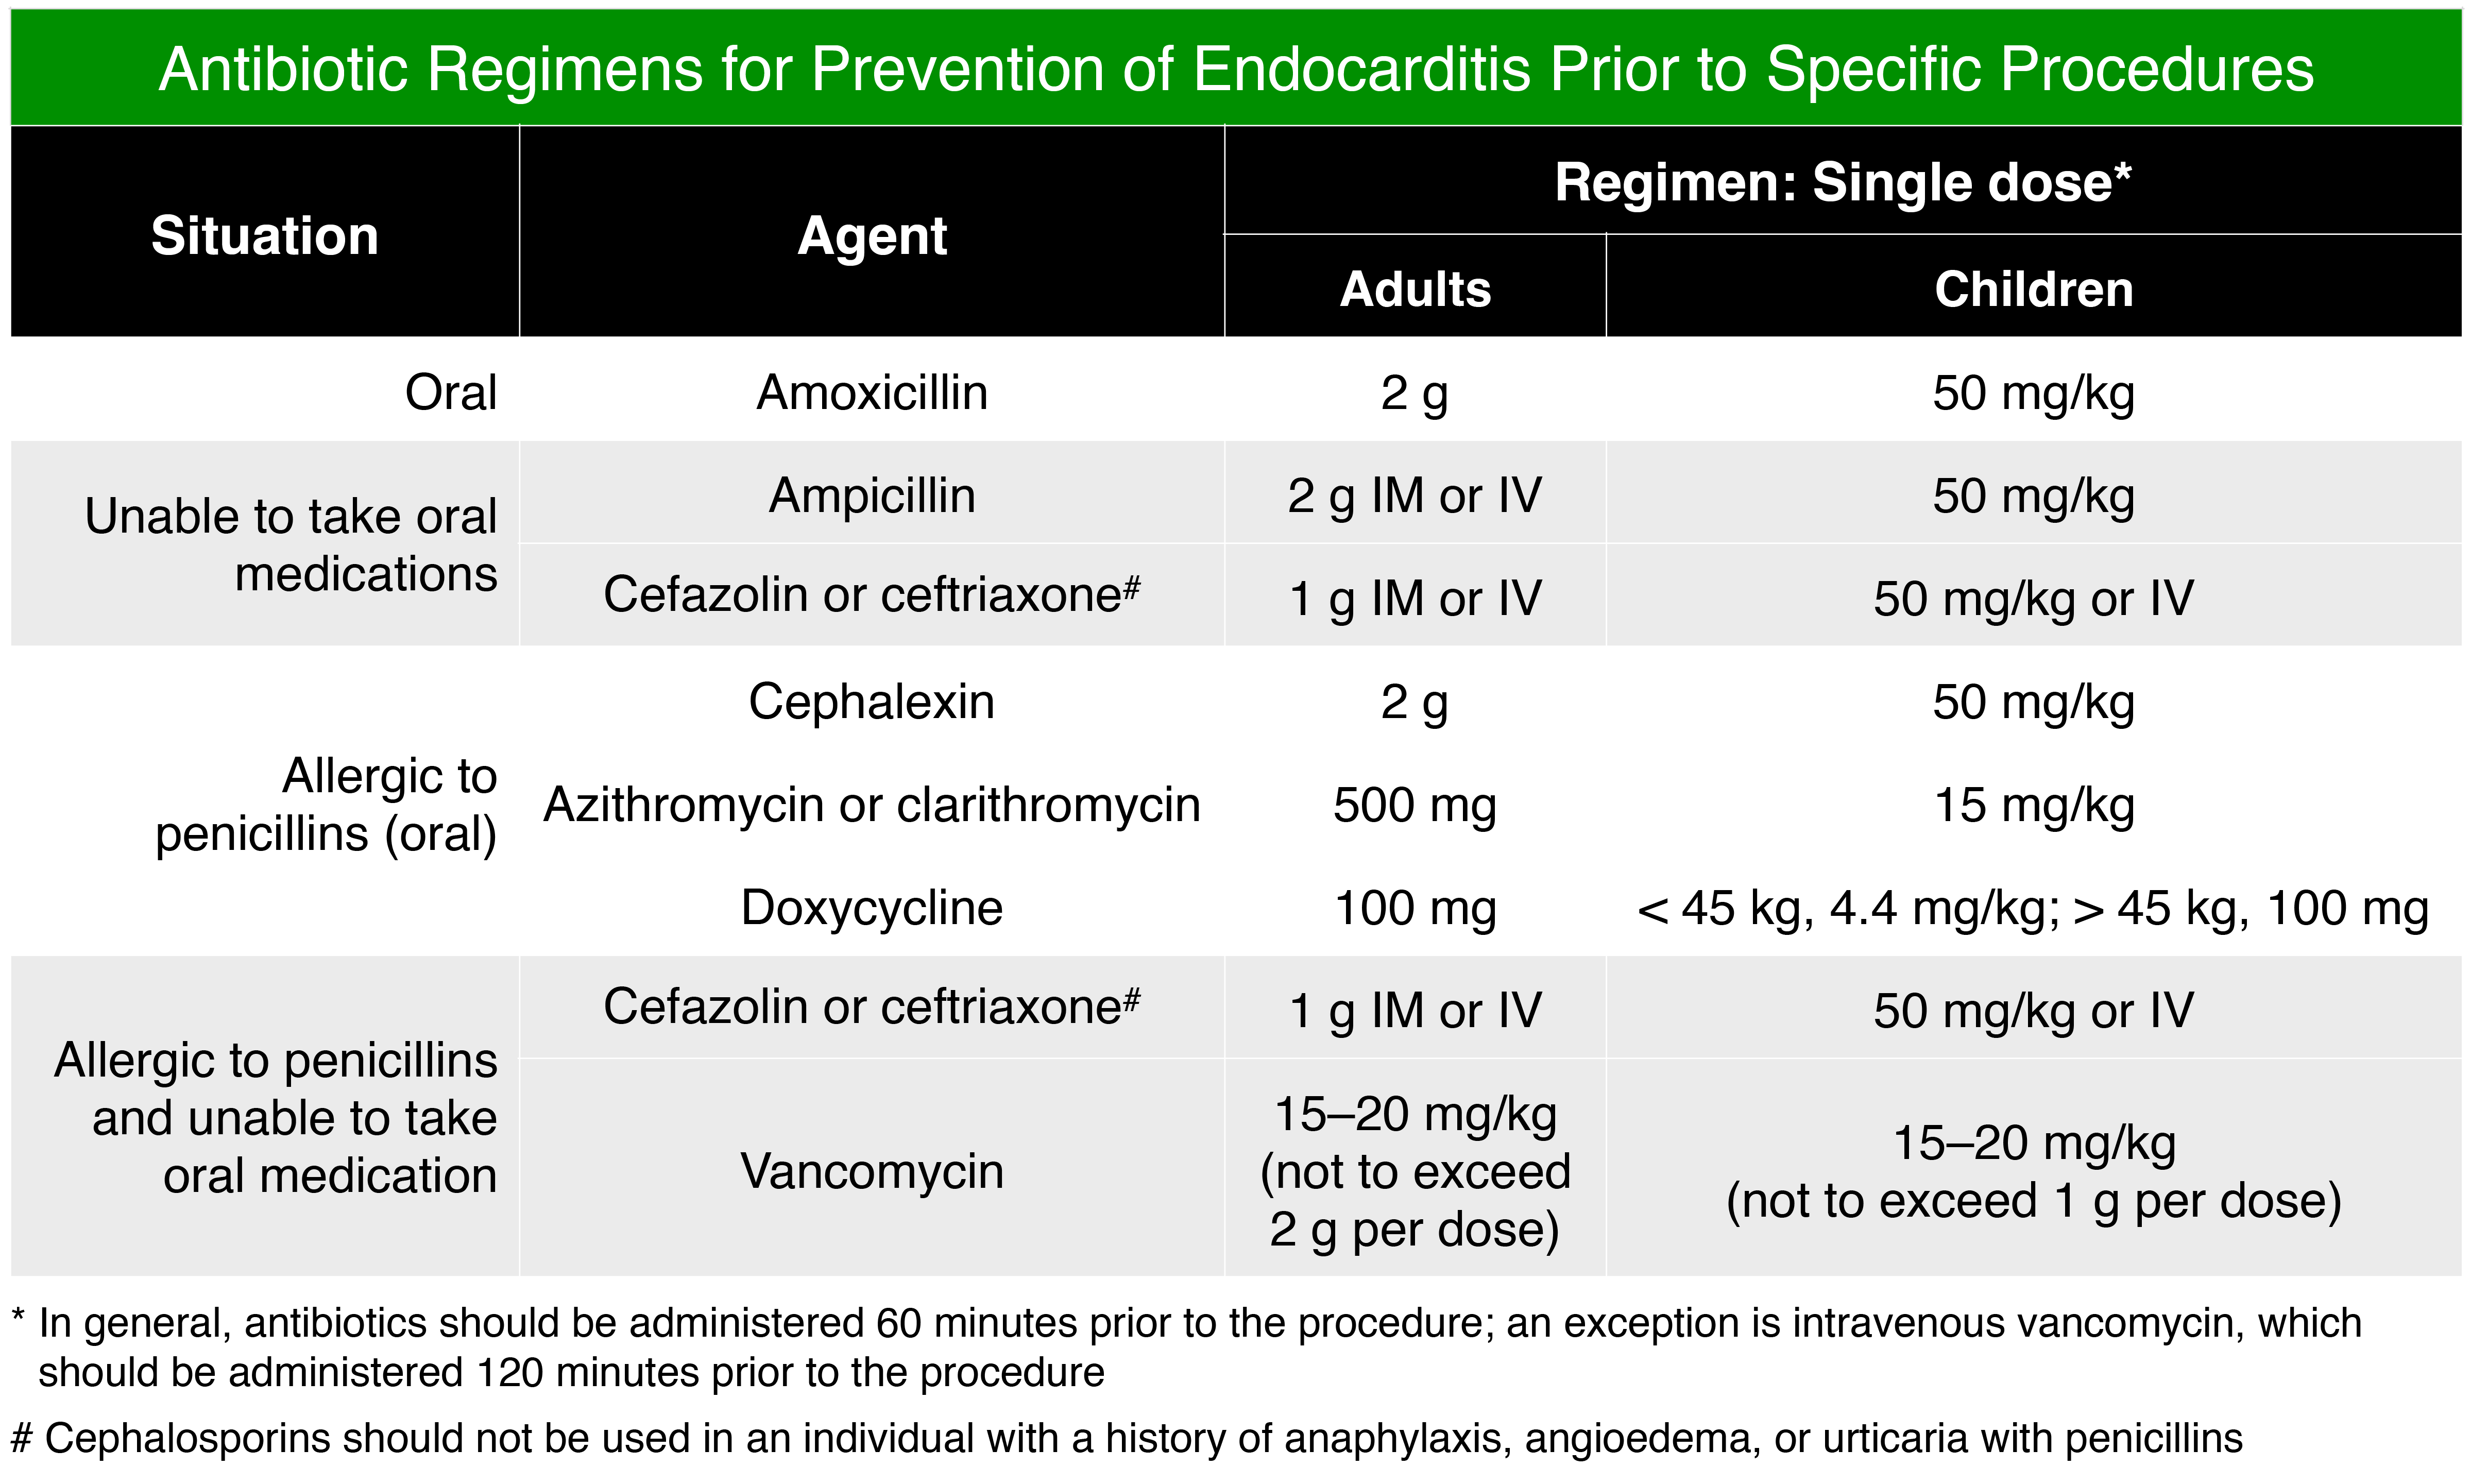 Antibiotic Regimens for Prevention of Endocarditis Prior to Specific Procedures
Situation
Agent
Regimen: Single dose*
Adults
Children
Oral
Amoxicillin
2 g
50 mg/kg
Unable to take oral
medications
Ampicillin
2 g IM or IV
50 mg/kg
Cefazolin or ceftriaxone#
1 g IM or IV
50 mg/kg or IV
Allergic to
penicillins (oral)
Cephalexin
2 g
50 mg/kg
Azithromycin or clarithromycin
500 mg
15 mg/kg
Doxycycline
100 mg
< 45 kg, 4.4 mg/kg; > 45 kg, 100 mg
Allergic to penicillins
and unable to take
oral medication
Cefazolin or ceftriaxone#
1 g IM or IV
50 mg/kg or IV
Vancomycin
15–20 mg/kg
(not to exceed
2 g per dose)
15–20 mg/kg
(not to exceed 1 g per dose)
* In general, antibiotics should be administered 60 minutes prior to the procedure; an exception is intravenous vancomycin, which
should be administered 120 minutes prior to the procedure
# Cephalosporins should not be used in an individual with a history of anaphylaxis, angioedema, or urticaria with penicillins